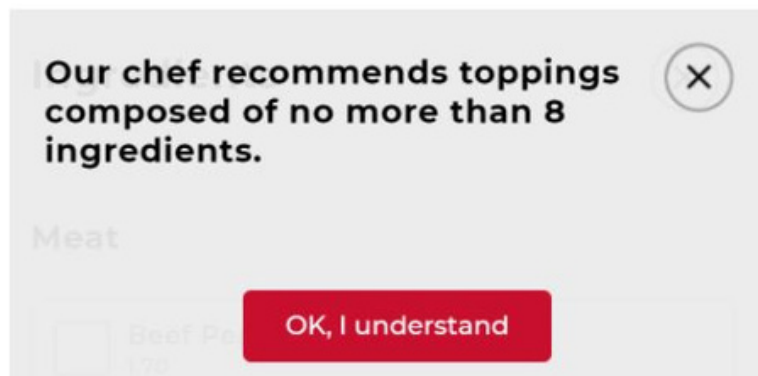 Our chef recommends toppings
composed of no more than 8
ingredients.
Meat
OK, I understand